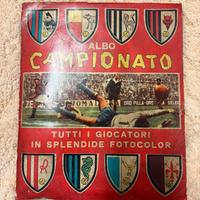 ALBO
CAMPIONATO
TUTTI I GIOCATORI
IN SPLENDIDE FOTOCOLOR